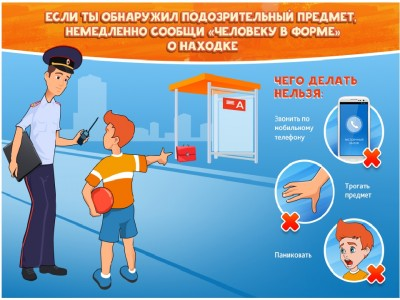 ЕСЛИ ТЫ ОБНАРУЖИЛ ПОДОЗРИТЕЛЬНЫЙ ПРЕДМЕТ,
НЕМЕДЛЕННО СООБЩИ «ЧЕЛОВЕКУ В ФОРМЕ»
О НАХОДКЕ
ЧЕГО ДЕЛАТЬ
НЕЛЬЗЯ:
Звонить по
мобильному
телефону
Трогать
предмет
Паниковать
А